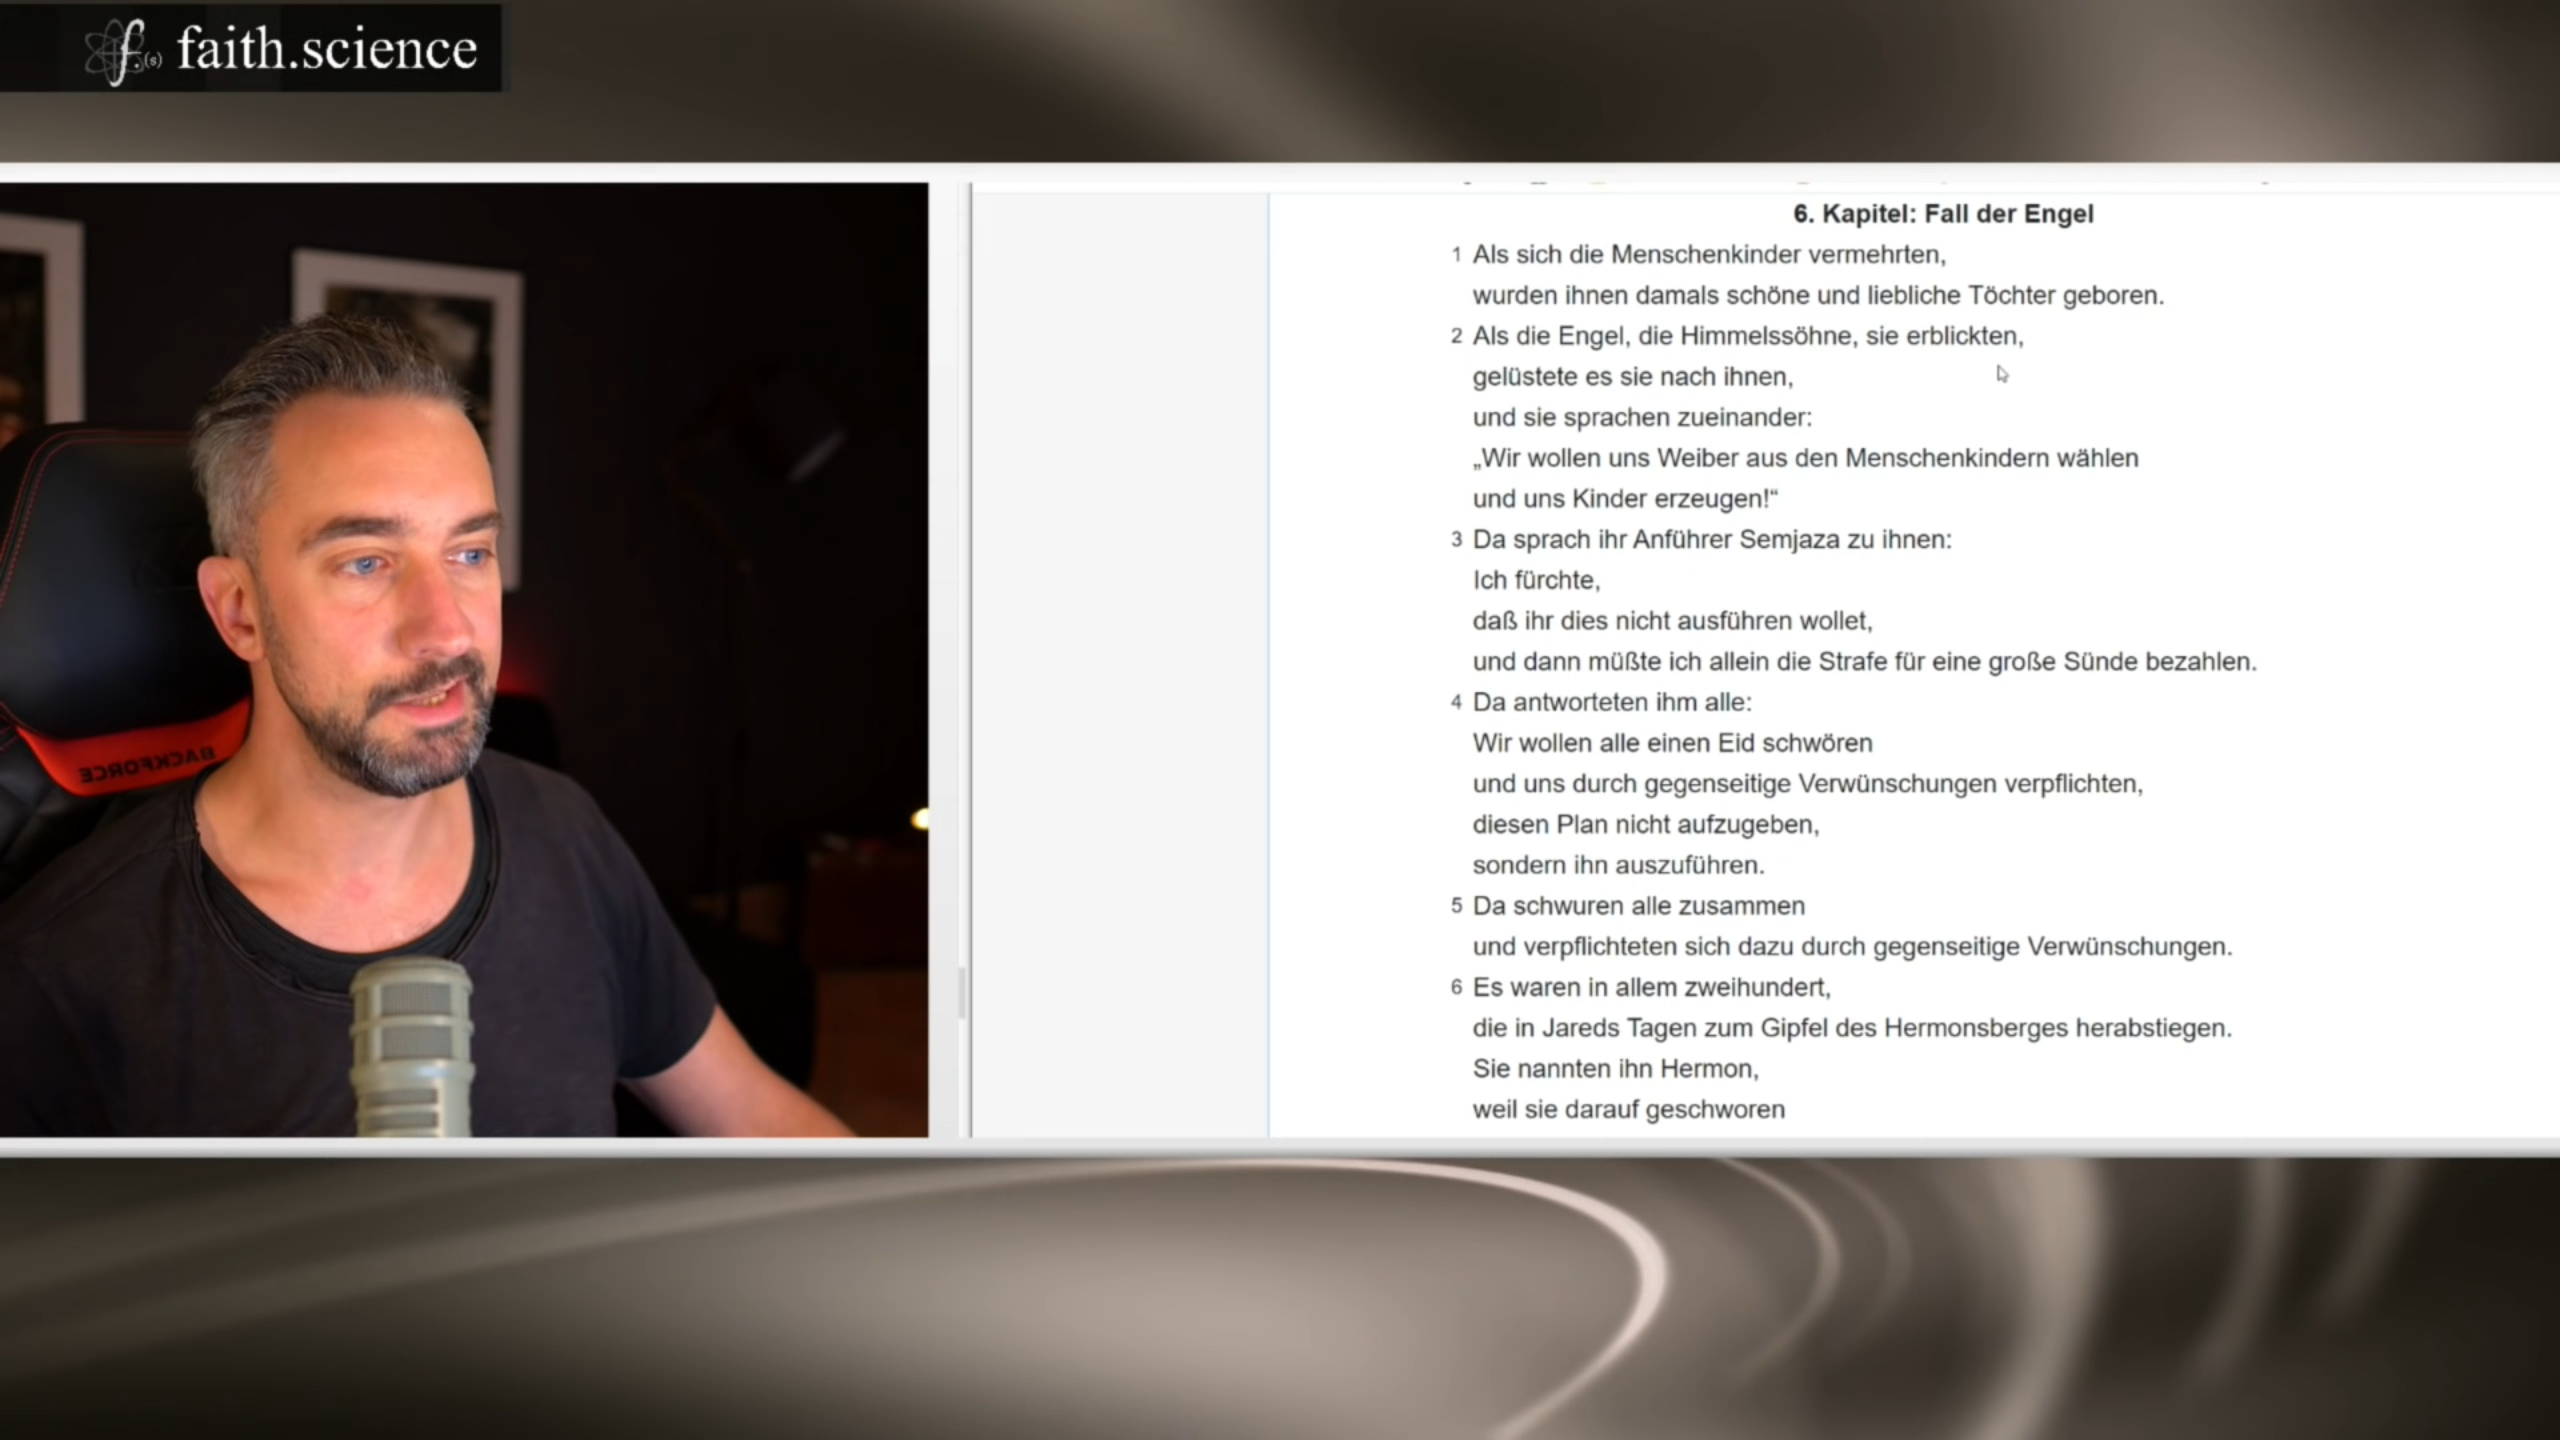 f.(s) faith.science
BACKFORCE
6. Kapitel: Fall der Engel
1 Als sich die Menschenkinder vermehrten,
wurden ihnen damals schöne und liebliche Töchter geboren.
2 Als die Engel, die Himmelssöhne, sie erblickten,
gelüstete es sie nach ihnen,
und sie sprachen zueinander:
„Wir wollen uns Weiber aus den Menschenkindern wählen
und uns Kinder erzeugen!“
3 Da sprach ihr Anführer Semjaza zu ihnen:
Ich fürchte,
daß ihr dies nicht ausführen wollet,
und dann müßte ich allein die Strafe für eine große Sünde bezahlen.
4 Da antworteten ihm alle:
Wir wollen alle einen Eid schwören
und uns durch gegenseitige Verwünschungen verpflichten,
diesen Plan nicht aufzugeben,
sondern ihn auszuführen.
5 Da schwuren alle zusammen
und verpflichteten sich dazu durch gegenseitige Verwünschungen.
6 Es waren in allem zweihundert,
die in Jareds Tagen zum Gipfel des Hermonsberges herabstiegen.
Sie nannten ihn Hermon,
weil sie darauf geschworen